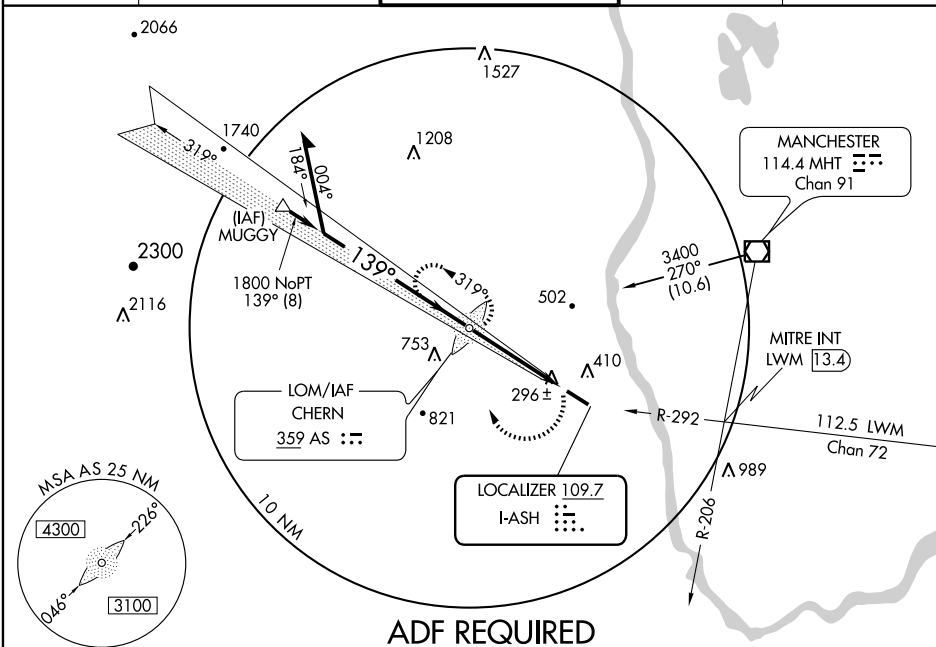 2066
1527
1740
319°
1208
MANCHESTER
114.4 MHT
Chan 91
004°
184°
(IAF)
MUGGY
139°
319°
3400
270°
(10.6)
2300
1800 NoPT
139° (8)
2116
502
753
410
MITRE INT
LWM 13.4
296 ±
LOM/IAF
CHERN
359 AS
821
R-292
112.5 LWM
Chan 72
989
MSA AS 25 NM
10 NM
LOCALIZER 109.7
I-ASH
R-206
4300
226°
046°
3100
ADF REQUIRED